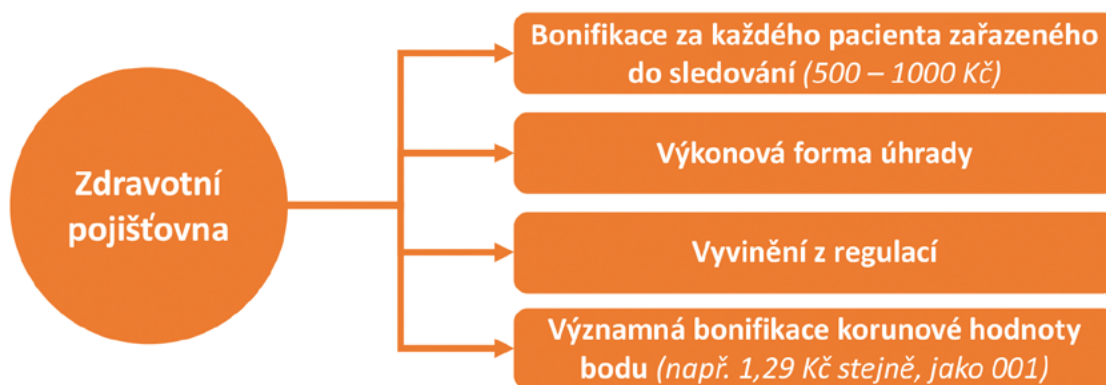 Zdravotní
pojišťovna
Bonifikace za každého pacienta zařazeného
do sledování (500 – 1000 Kč)
Výkonová forma úhrady
Vyvinění z regulací
Významná bonifikace korunové hodnoty
bodu (např. 1,29 Kč stejně, jako 001)